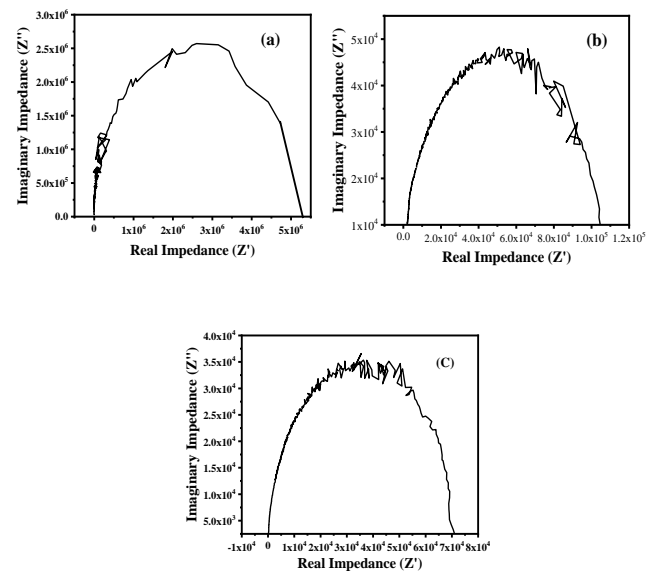 (a)
Imaginary Impedance (Z'')
3.0x10⁶
2.5x10⁶
2.0x10⁶
1.5x10⁶
1.0x10⁶
5.0x10⁵
0.0
0 1x10⁶ 2x10⁶ 3x10⁶ 4x10⁶ 5x10⁶
Real Impedance (Z')
(b)
Imaginary Impedance (Z'')
5x10⁴
4x10⁴
3x10⁴
2x10⁴
1x10⁴
0.0 2.0x10⁴ 4.0x10⁴ 6.0x10⁴ 8.0x10⁴ 1.0x10⁵ 1.2x10⁵
Real Impedance (Z')
(C)
Imaginary Impedance (Z'')
4.0x10⁴
3.5x10⁴
3.0x10⁴
2.5x10⁴
2.0x10⁴
1.5x10⁴
1.0x10⁴
5.0x10³
-1x10⁴ 0 1x10⁴ 2x10⁴ 3x10⁴ 4x10⁴ 5x10⁴ 6x10⁴ 7x10⁴ 8x10⁴
Real Impedance (Z')